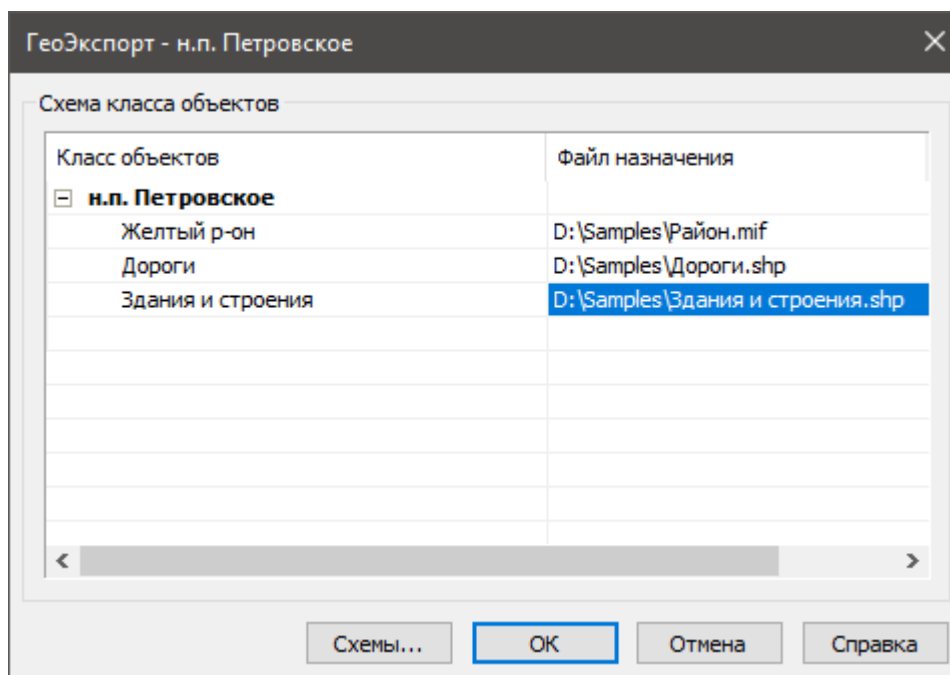 ГеоЭкспорт - н.п. Петровское
Схема класса объектов
Класс объектов Файл назначения
н.п. Петровское
Желтый р-он D:\Samples\Район.mif
Дороги D:\Samples\Дороги.shp
Здания и строения D:\Samples\Здания и строения.shp
Схемы... ОК Отмена Справка